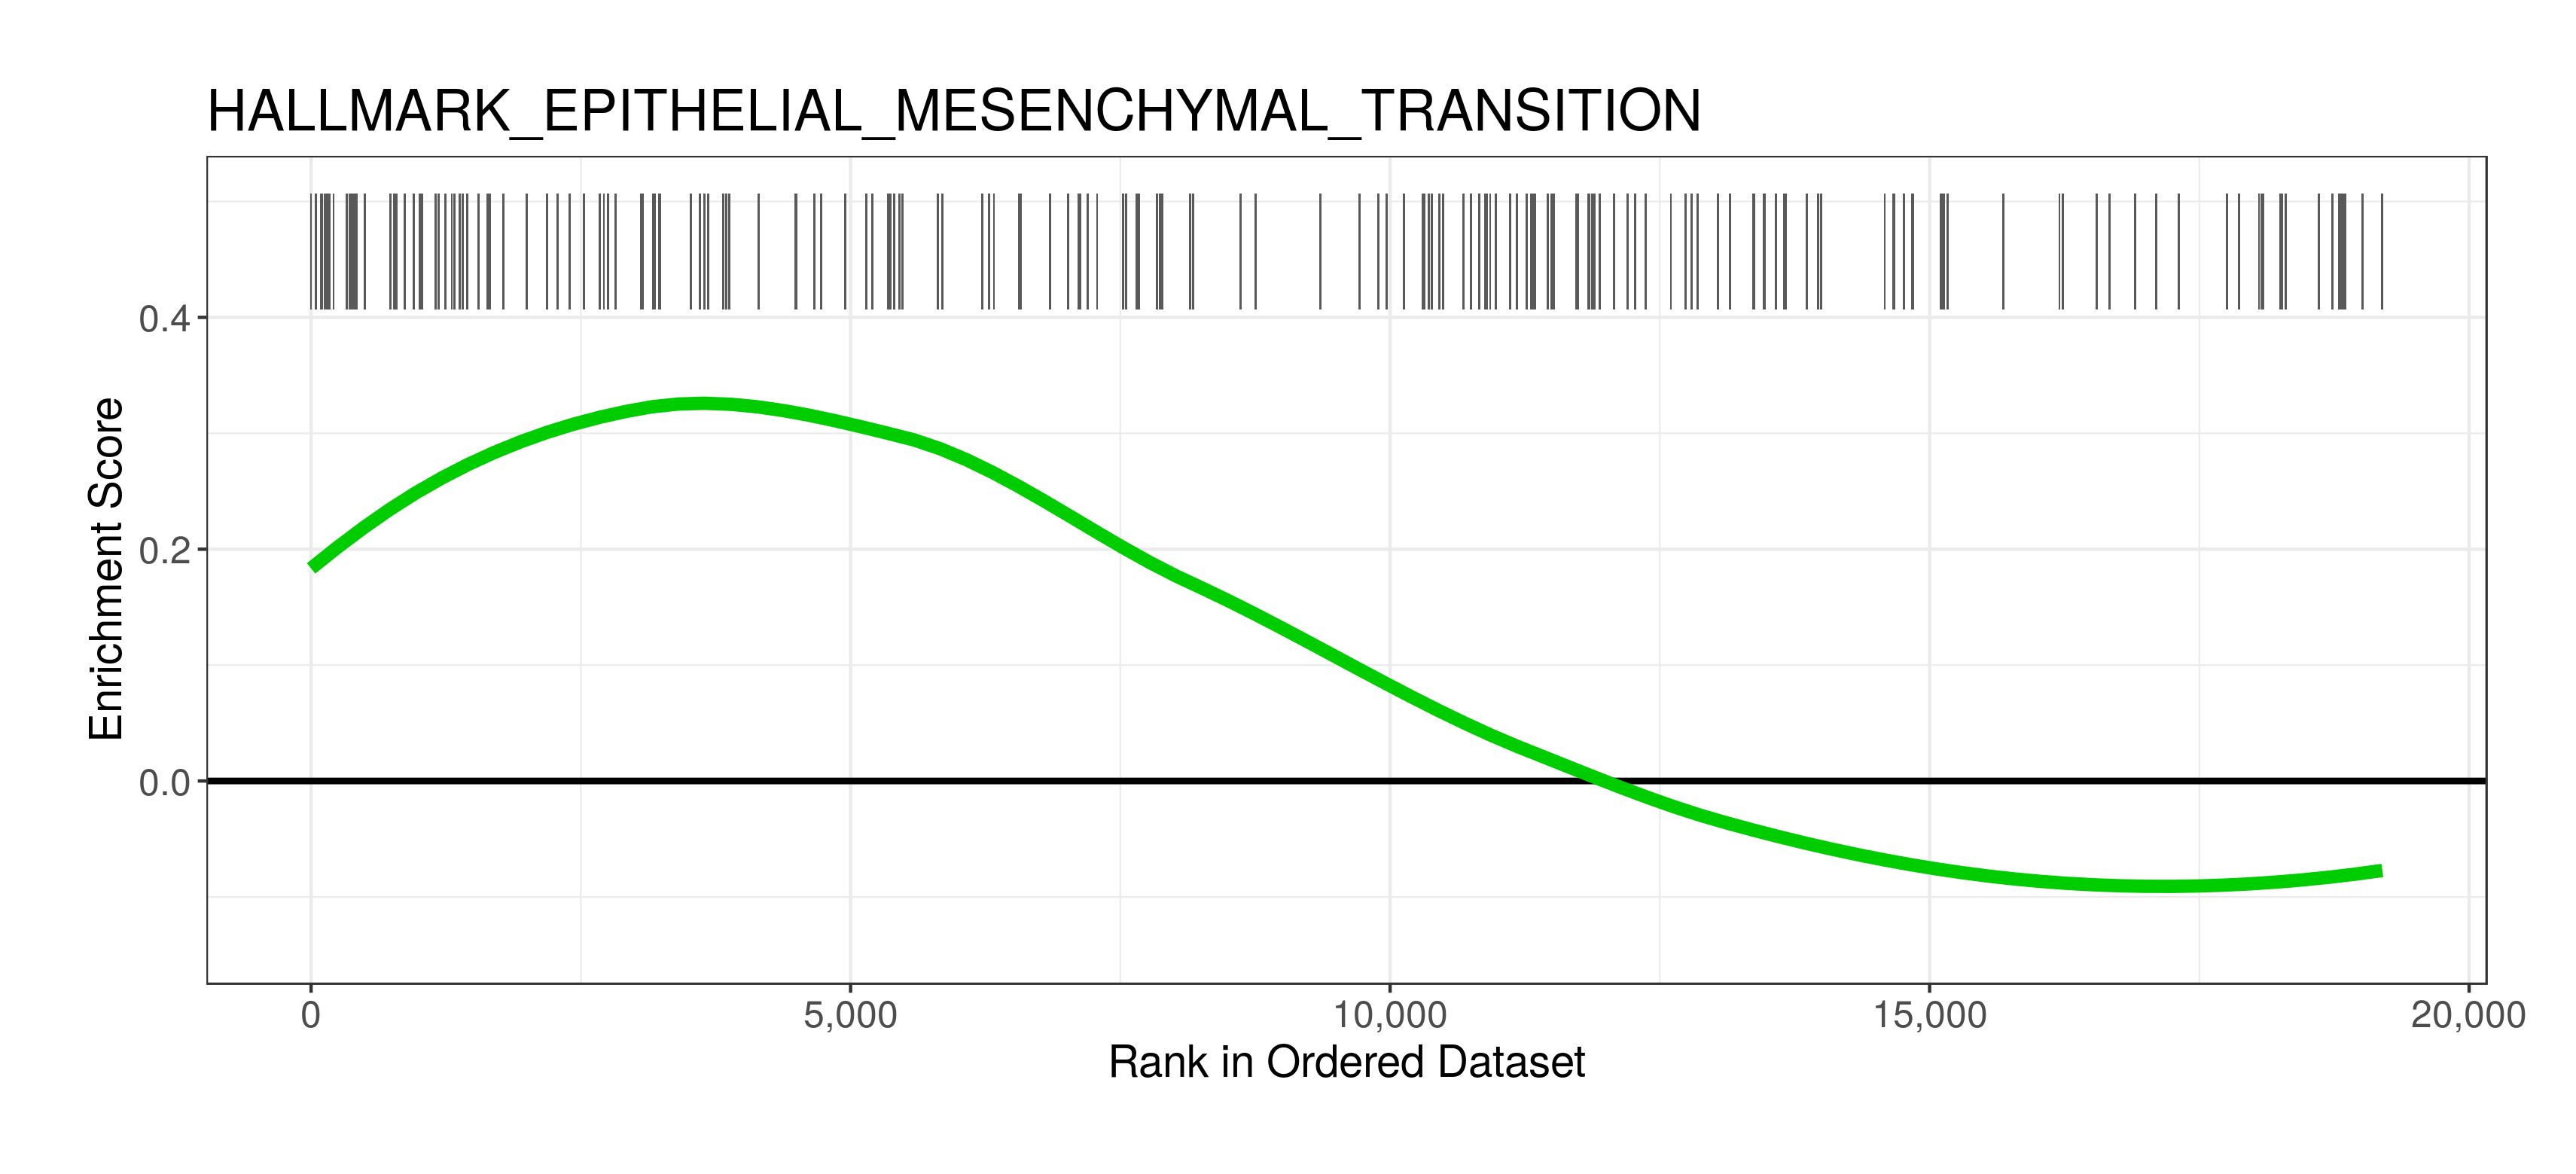 HALLMARK_EPITHELIAL_MESENCHYMAL_TRANSITION
Enrichment Score
0.4
0.2
0.0
0
5,000
10,000
15,000
20,000
Rank in Ordered Dataset